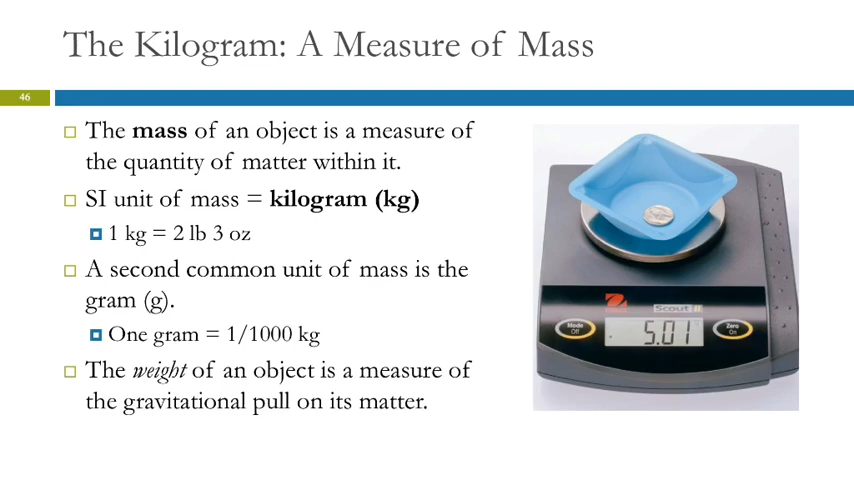 The Kilogram: A Measure of Mass
46
The mass of an object is a measure of
the quantity of matter within it.
SI unit of mass = kilogram (kg)
1 kg = 2 lb 3 oz
A second common unit of mass is the
gram (g).
One gram = 1/1000 kg
The weight of an object is a measure of
the gravitational pull on its matter.
Scout II
Mode
Off
5.01
Zero
On